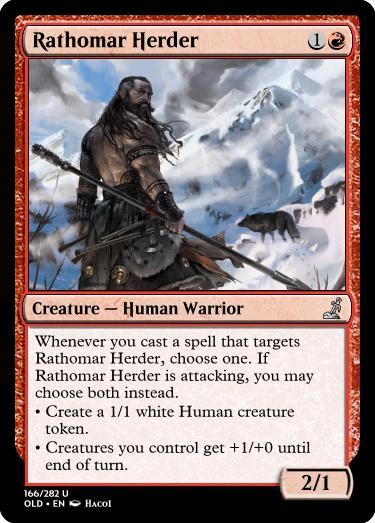 Rathomar Herder 1
Creature — Human Warrior
Whenever you cast a spell that targets
Rathomar Herder, choose one. If
Rathomar Herder is attacking, you may
choose both instead.
• Create a 1/1 white Human creature
token.
• Creatures you control get +1/+0 until
end of turn.
2/1
166/282 U
OLD • EN Haco1